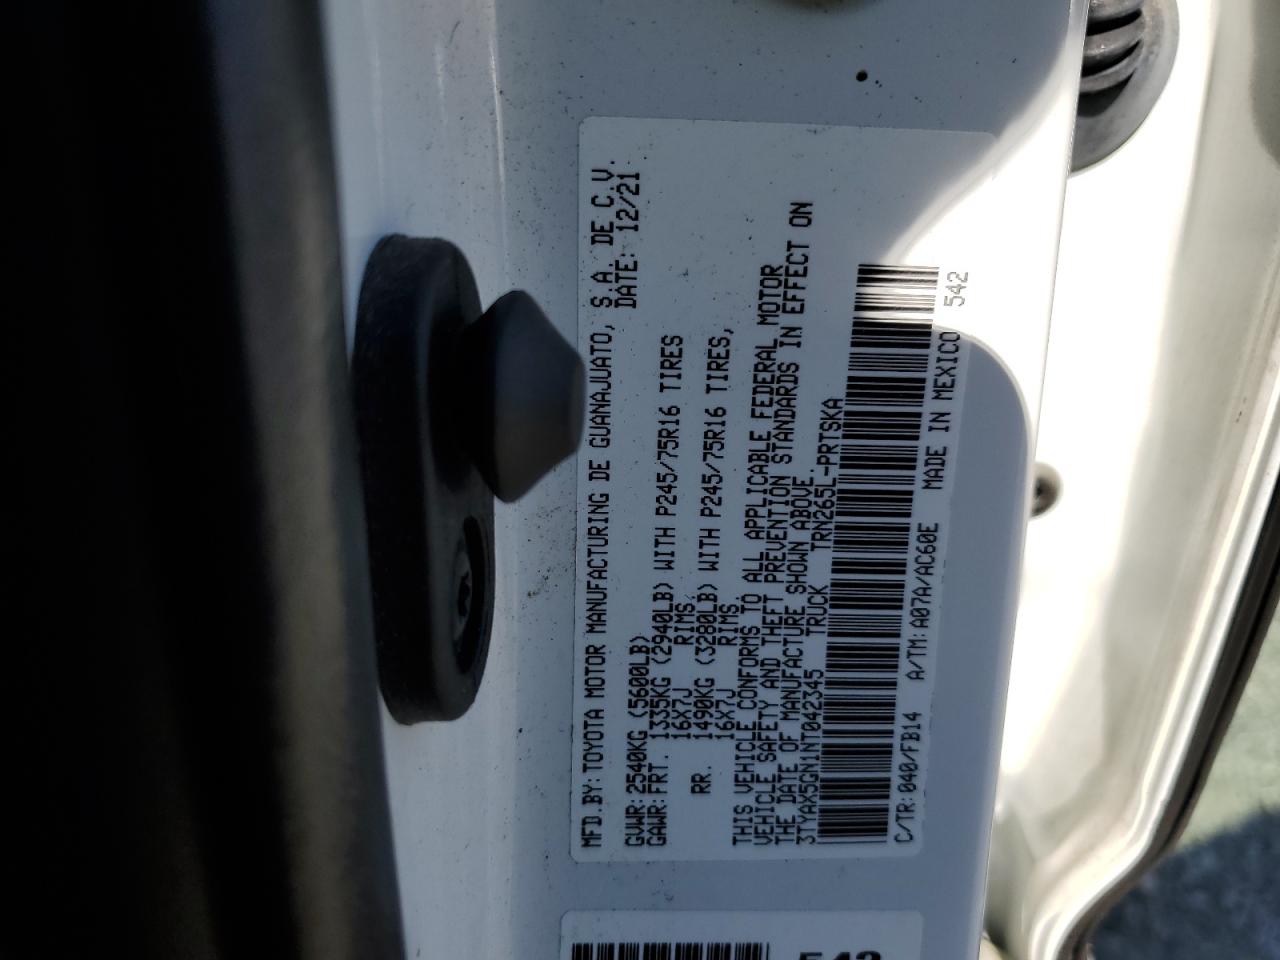 MFD.BY:TOYOTA MOTOR MANUFACTURING DE GUANAJUATO, S.A. DE C.V.
DATE: 12/21
GVWR:2540KG (5600LB)
GAWR:FRT. 1335KG (2940LB) WITH P245/75R16 TIRES
16X7J RIMS,
RR. 1490KG (3280LB) WITH P245/75R16 TIRES,
16X7J RIMS,
THIS VEHICLE CONFORMS TO ALL APPLICABLE FEDERAL MOTOR
VEHICLE SAFETY AND THEFT PREVENTION STANDARDS IN EFFECT ON
THE DATE OF MANUFACTURE SHOWN ABOVE.
3TYAX5GN1NT042345 TRUCK TRN265L-PRTSKA
542
C/TR:040/FB14 A/TM:A07A/AC60E MADE IN MEXICO